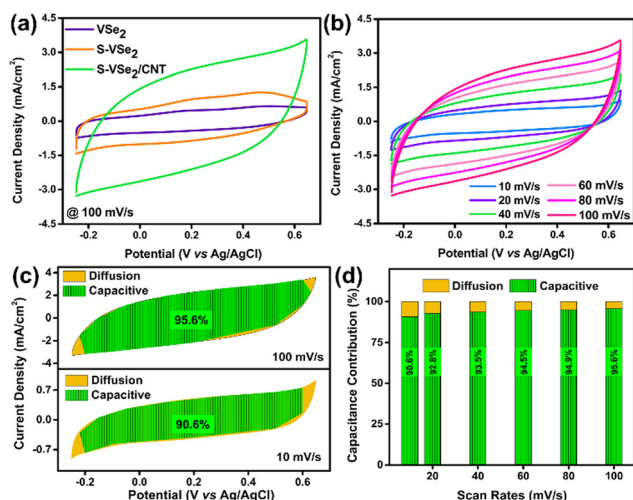 (a)
4.5
3.0
1.5
0.0
-1.5
-3.0
-4.5
Current Density (mA/cm²)
VSe₂
S-VSe₂
S-VSe₂/CNT
@ 100 mV/s
-0.2 0.0 0.2 0.4 0.6
Potential (V vs Ag/AgCl)
(b)
4.5
3.0
1.5
0.0
-1.5
-3.0
-4.5
Current Density (mA/cm²)
10 mV/s 60 mV/s
20 mV/s 80 mV/s
40 mV/s 100 mV/s
-0.2 0.0 0.2 0.4 0.6
Potential (V vs Ag/AgCl)
(c)
Current Density (mA/cm²)
4
2
0
-2
-4
Diffusion
Capacitive
95.6%
100 mV/s
0.7
0.0
-0.7
Diffusion
Capacitive
90.6%
10 mV/s
-0.2 0.0 0.2 0.4 0.6
Potential (V vs Ag/AgCl)
(d)
Diffusion Capacitive
Capacitance Contribution (%)
100
75
50
25
0
90.6%
92.8%
93.5%
94.5%
94.9%
95.6%
20 40 60 80 100
Scan Rates (mV/s)